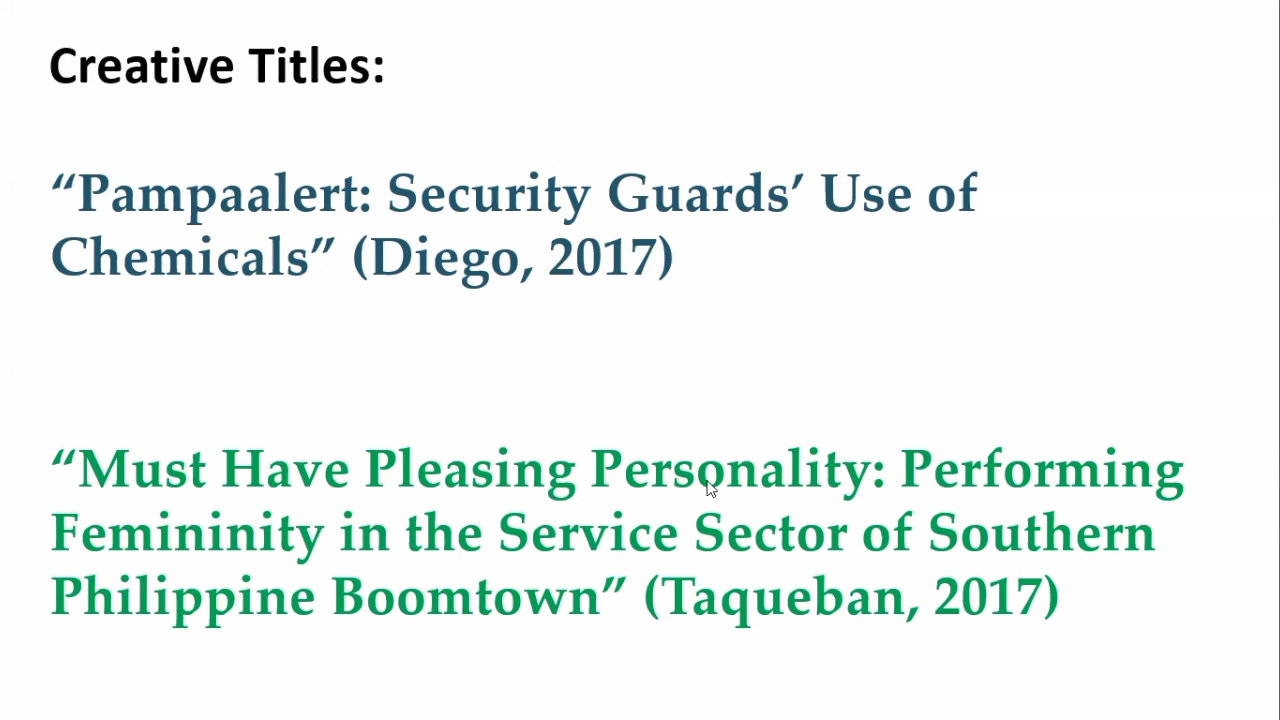 Creative Titles:
“Pampaalert: Security Guards’ Use of
Chemicals” (Diego, 2017)
“Must Have Pleasing Personality: Performing
Femininity in the Service Sector of Southern
Philippine Boomtown” (Taqueban, 2017)